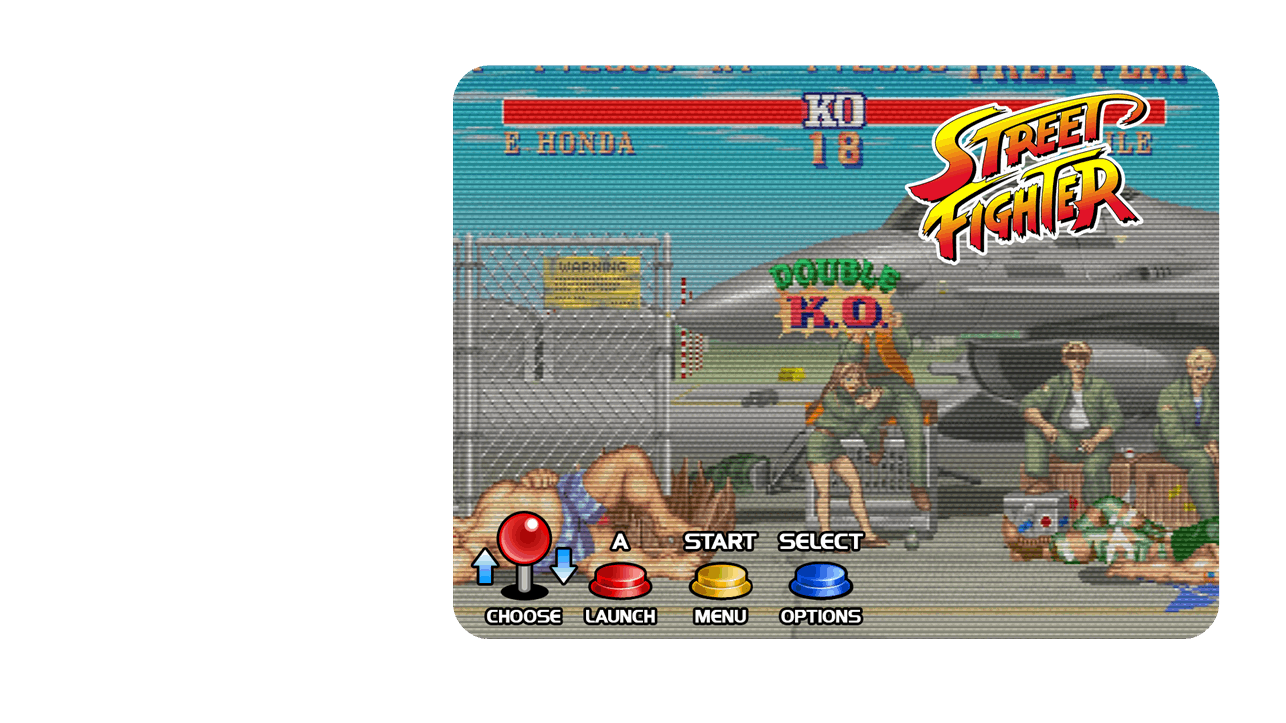 FREE PLAY
KO
E.HONDA
18
STREET
FIGHTER
WARNING
DOUBLE
K.O.
A
START
SELECT
CHOOSE
LAUNCH
MENU
OPTIONS